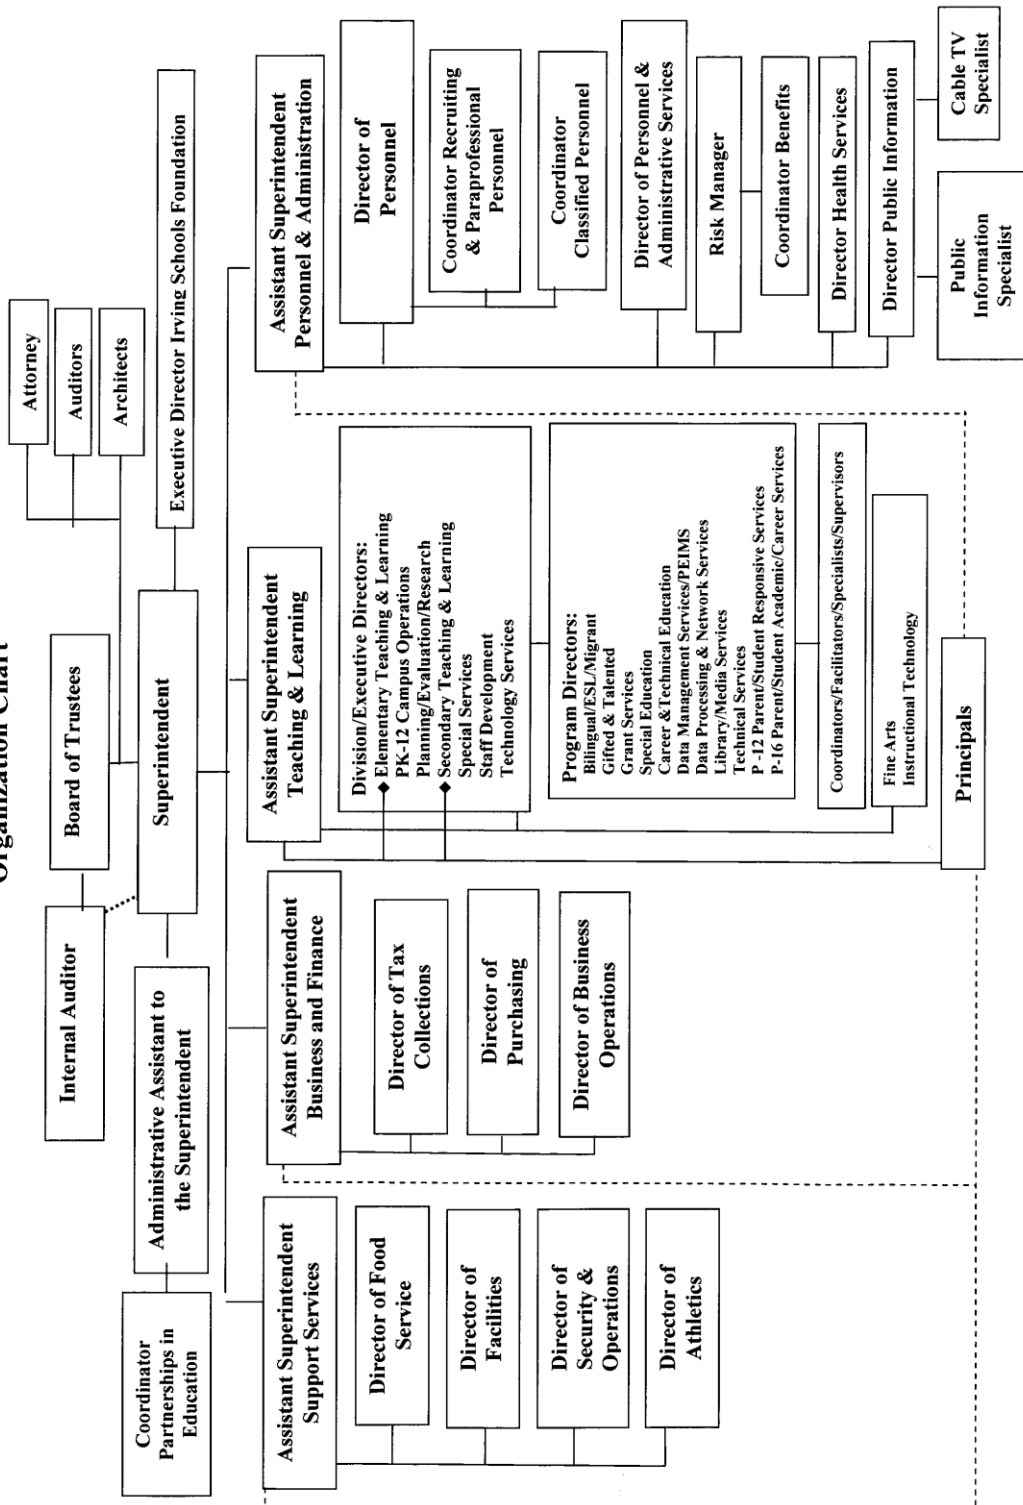 Organization Chart
Attorney
Auditors
Architects
Board of Trustees
Internal Auditor
Superintendent
Executive Director Irving Schools Foundation
Administrative Assistant to
the Superintendent
Coordinator
Partnerships in
Education
Assistant Superintendent
Support Services
Director of Food
Service
Director of
Facilities
Director of
Security &
Operations
Director of
Athletics
Assistant Superintendent
Business and Finance
Director of Tax
Collections
Director of
Purchasing
Director of Business
Operations
Assistant Superintendent
Teaching & Learning
Division/Executive Directors:
Elementary Teaching & Learning
PK-12 Campus Operations
Planning/Evaluation/Research
Secondary Teaching & Learning
Special Services
Staff Development
Technology Services
Program Directors:
Bilingual/ESL/Migrant
Gifted & Talented
Grant Services
Special Education
Career &Technical Education
Data Management Services/PEIMS
Data Processing & Network Services
Library/Media Services
Technical Services
P -12 Parent/Student Responsive Services
P-16 Parent/Student Academic/Career Services
Coordinators/Facilitators/Specialists/Supervisors
Fine Arts
Instructional Technology
Principals
Assistant Superintendent
Personnel & Administration
Director of
Personnel
Coordinator Recruiting
& Paraprofessional
Personnel
Coordinator
Classified Personnel
Director of Personnel &
Administrative Services
Risk Manager
Coordinator Benefits
Director Health Services
Director Public Information
Public
Information
Specialist
Cable TV
Specialist